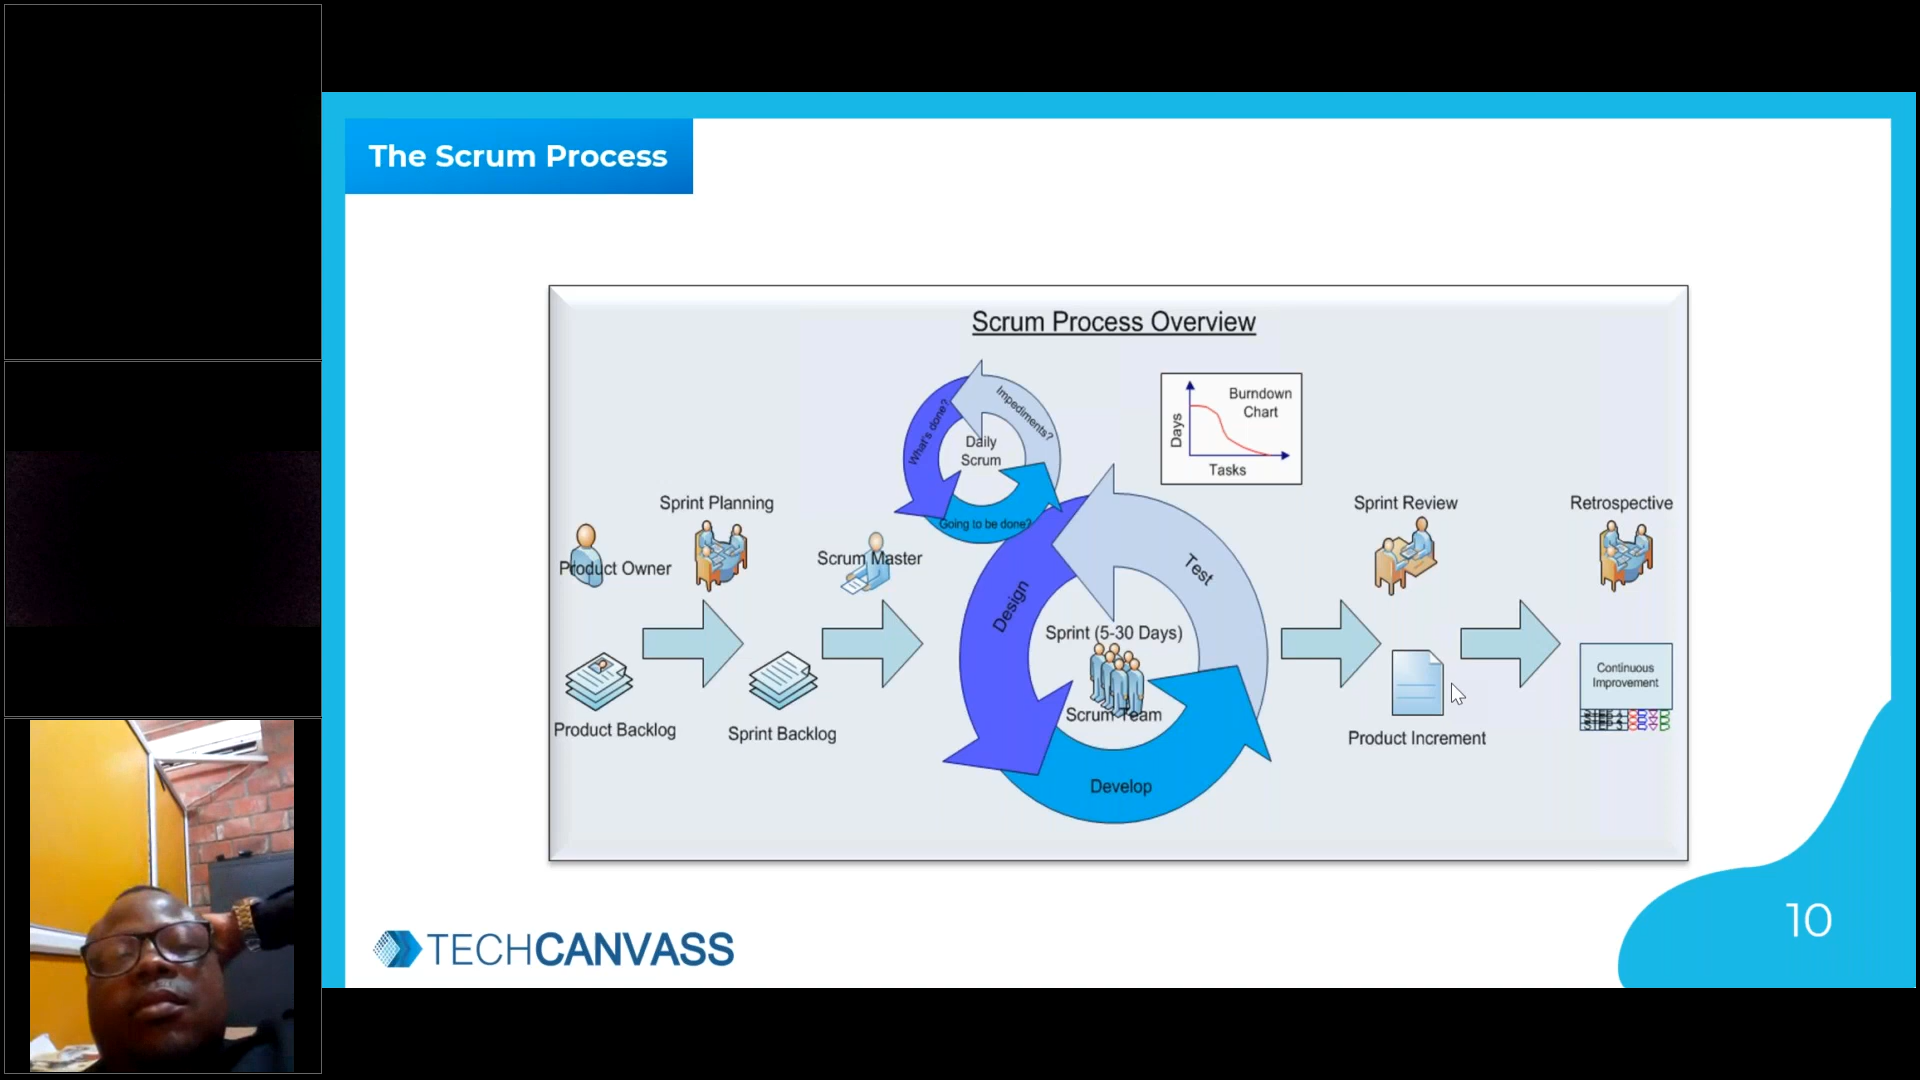 The Scrum Process
Scrum Process Overview
What's done?
Impediments?
Daily
Scrum
Going to be done?
Burndown
Chart
Days
Tasks
Sprint Planning
Product Owner
Scrum Master
Sprint Review
Retrospective
Design
Test
Sprint (5-30 Days)
Scrum Team
Develop
Product Backlog
Sprint Backlog
Product Increment
Continuous
Improvement
TECHCANVASS
10